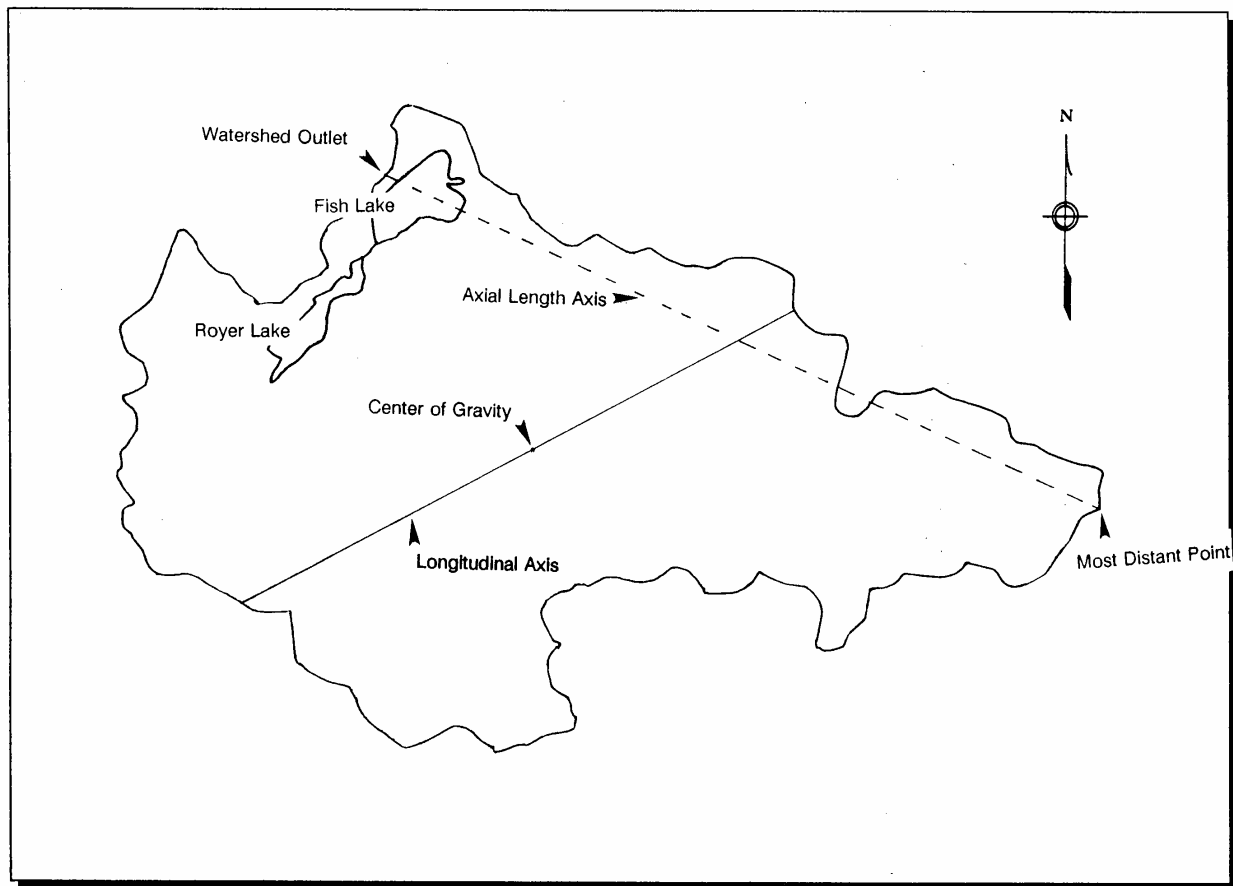 N
Watershed Outlet
Fish Lake
Axial Length Axis
Royer Lake
Center of Gravity
Longitudinal Axis
Most Distant Point